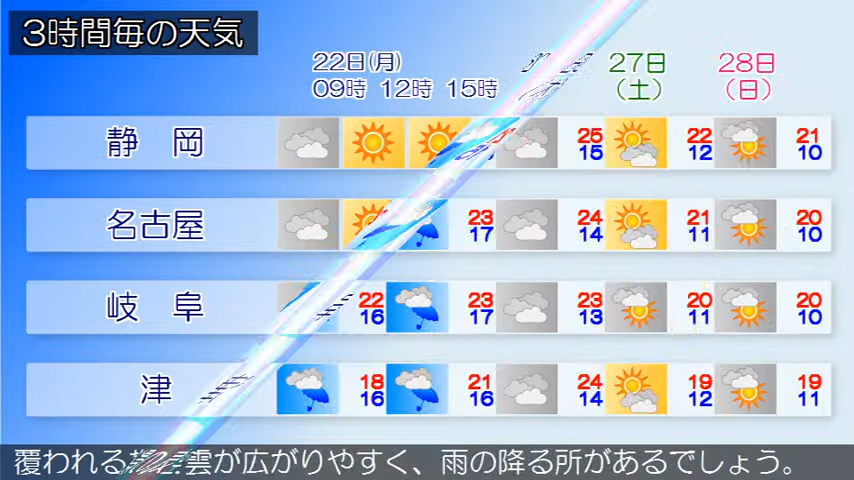 3時間毎の天気
22日(月) 27日 28日
09時 12時 15時 (土) (日)
静 岡 25 22 21
15 12 10
名古屋 23 24 21 20
17 14 11 10
岐 阜 22 23 23 20 20
16 17 13 11 10
津 18 21 24 19 19
16 16 14 12 11
覆われる 雲が広がりやすく、雨の降る所があるでしょう。